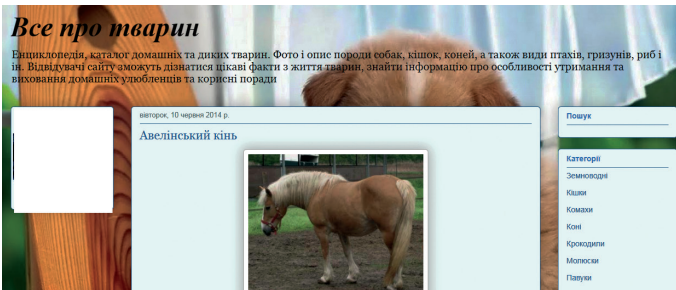 Все про тварин
Енциклопедія, каталог домашніх та диких тварин. Фото і опис породи собак, кішок, коней, а також види птахів, гризунів, риб і
ін. Відвідувачі сайту зможуть дізнатися цікаві факти з життя тварин, знайти інформацію про особливості утримання та
виховання домашніх улюбленців та корисні поради
вівторок, 10 червня 2014 р.
Авелінський кінь
Пошук
Категорії
Земноводні
Кішки
Комахи
Коні
Крокодили
Молюски
Павуки